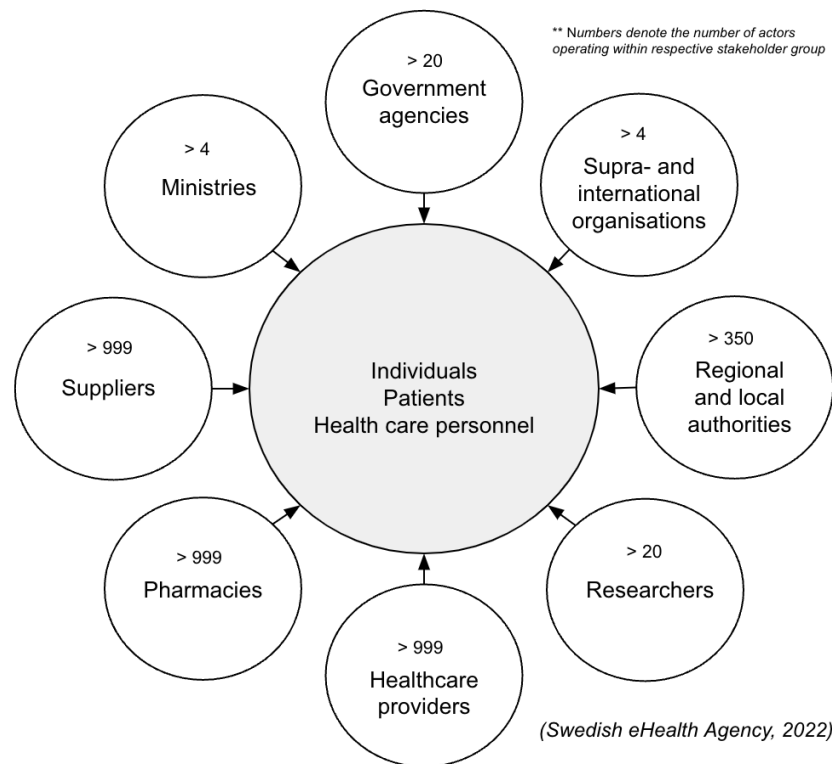 ** Numbers denote the number of actors
operating within respective stakeholder group
> 20
Government
agencies
> 4
Supra- and
international
organisations
> 350
Regional
and local
authorities
> 20
Researchers
> 999
Healthcare
providers
> 999
Pharmacies
> 999
Suppliers
> 4
Ministries
Individuals
Patients
Health care personnel
(Swedish eHealth Agency, 2022)